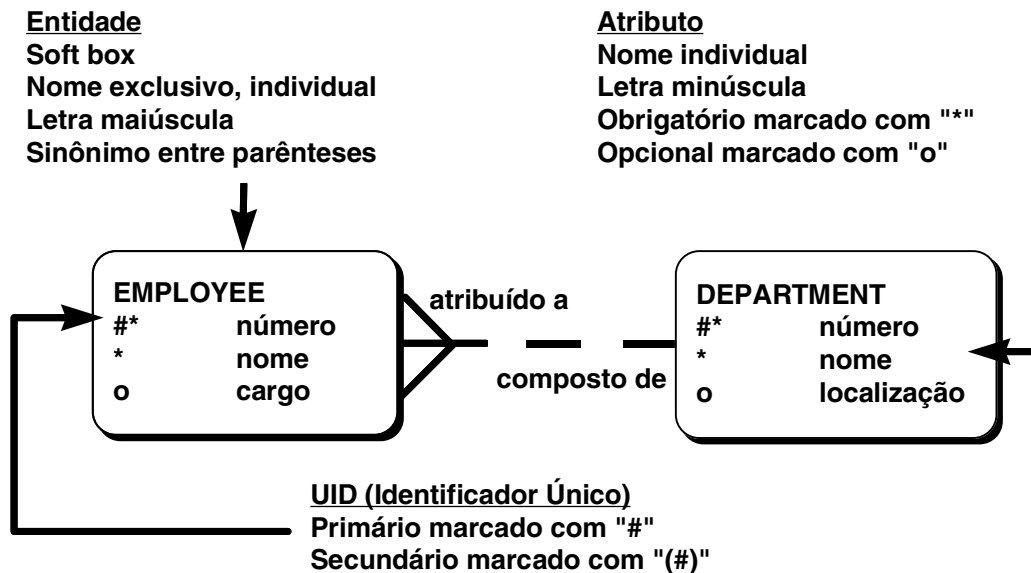 Entidade
Soft box
Nome exclusivo, individual
Letra maiúscula
Sinônimo entre parênteses
Atributo
Nome individual
Letra minúscula
Obrigatório marcado com "*"
Opcional marcado com "o"
EMPLOYEE
#* número
* nome
o cargo
atribuído a
composto de
DEPARTMENT
#* número
* nome
o localização
UID (Identificador Único)
Primário marcado com "#"
Secundário marcado com "(#)"